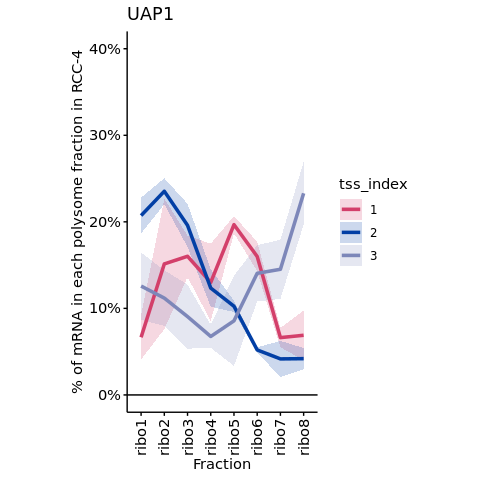 UAP1
% of mRNA in each polysome fraction in RCC-4
40%
30%
20%
10%
0%
ribo1
ribo2
ribo3
ribo4
ribo5
ribo6
ribo7
ribo8
Fraction
tss_index
1
2
3